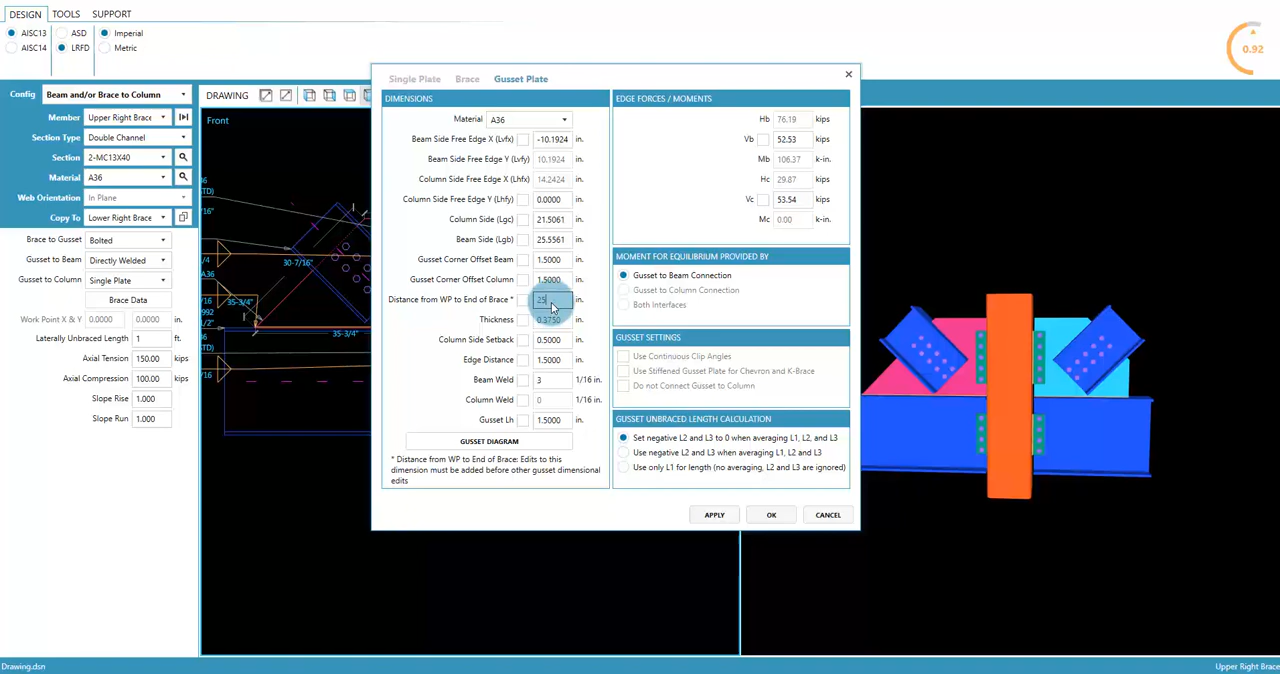 DESIGN TOOLS SUPPORT
AISC13 ASD Imperial
AISC14 LRFD Metric
0.92
Config Beam and/or Brace to Column
Member Upper Right Brace
Section Type Double Channel
Section 2-MC13X40
Material A36
Web Orientation In Plane
Copy To Lower Right Brace
Brace to Gusset Bolted
Gusset to Beam Directly Welded
Gusset to Column Single Plate
Brace Data
Work Point X & Y 0.0000 0.0000 in.
Laterally Unbraced Length 1 ft.
Axial Tension 150.00 kips
Axial Compression 100.00 kips
Slope Rise 1.000
Slope Run 1.000
DRAWING
Front
30-7/16"
35-3/4"
35-3/4"
Single Plate Brace Gusset Plate
DIMENSIONS
Material A36
Beam Side Free Edge X (Lvfx) -10.1924 in.
Beam Side Free Edge Y (Lvfy) 10.1924 in.
Column Side Free Edge X (Lhfx) 14.2424 in.
Column Side Free Edge Y (Lhfy) 0.0000 in.
Column Side (Lgc) 21.5061 in.
Beam Side (Lgb) 25.5561 in.
Gusset Corner Offset Beam 1.5000 in.
Gusset Corner Offset Column 1.5000 in.
Distance from WP to End of Brace * 25 in.
Thickness 0.3750 in.
Column Side Setback 0.5000 in.
Edge Distance 1.5000 in.
Beam Weld 3 1/16 in.
Column Weld 0 1/16 in.
Gusset Lh 1.5000 in.
GUSSET DIAGRAM
* Distance from WP to End of Brace: Edits to this
dimension must be added before other gusset dimensional
edits
EDGE FORCES / MOMENTS
Hb 76.19 kips
Vb 52.53 kips
Mb 106.37 k-in.
Hc 29.87 kips
Vc 53.54 kips
Mc 0.00 k-in.
MOMENT FOR EQUILIBRIUM PROVIDED BY
Gusset to Beam Connection
Gusset to Column Connection
Both Interfaces
GUSSET SETTINGS
Use Continuous Clip Angles
Use Stiffened Gusset Plate for Chevron and K-Brace
Do not Connect Gusset to Column
GUSSET UNBRACED LENGTH CALCULATION
Set negative L2 and L3 to 0 when averaging L1, L2, and L3
Use negative L2 and L3 when averaging L1, L2, and L3
Use only L1 for length (no averaging, L2 and L3 are ignored)
APPLY OK CANCEL
Drawing.dsn
Upper Right Brace